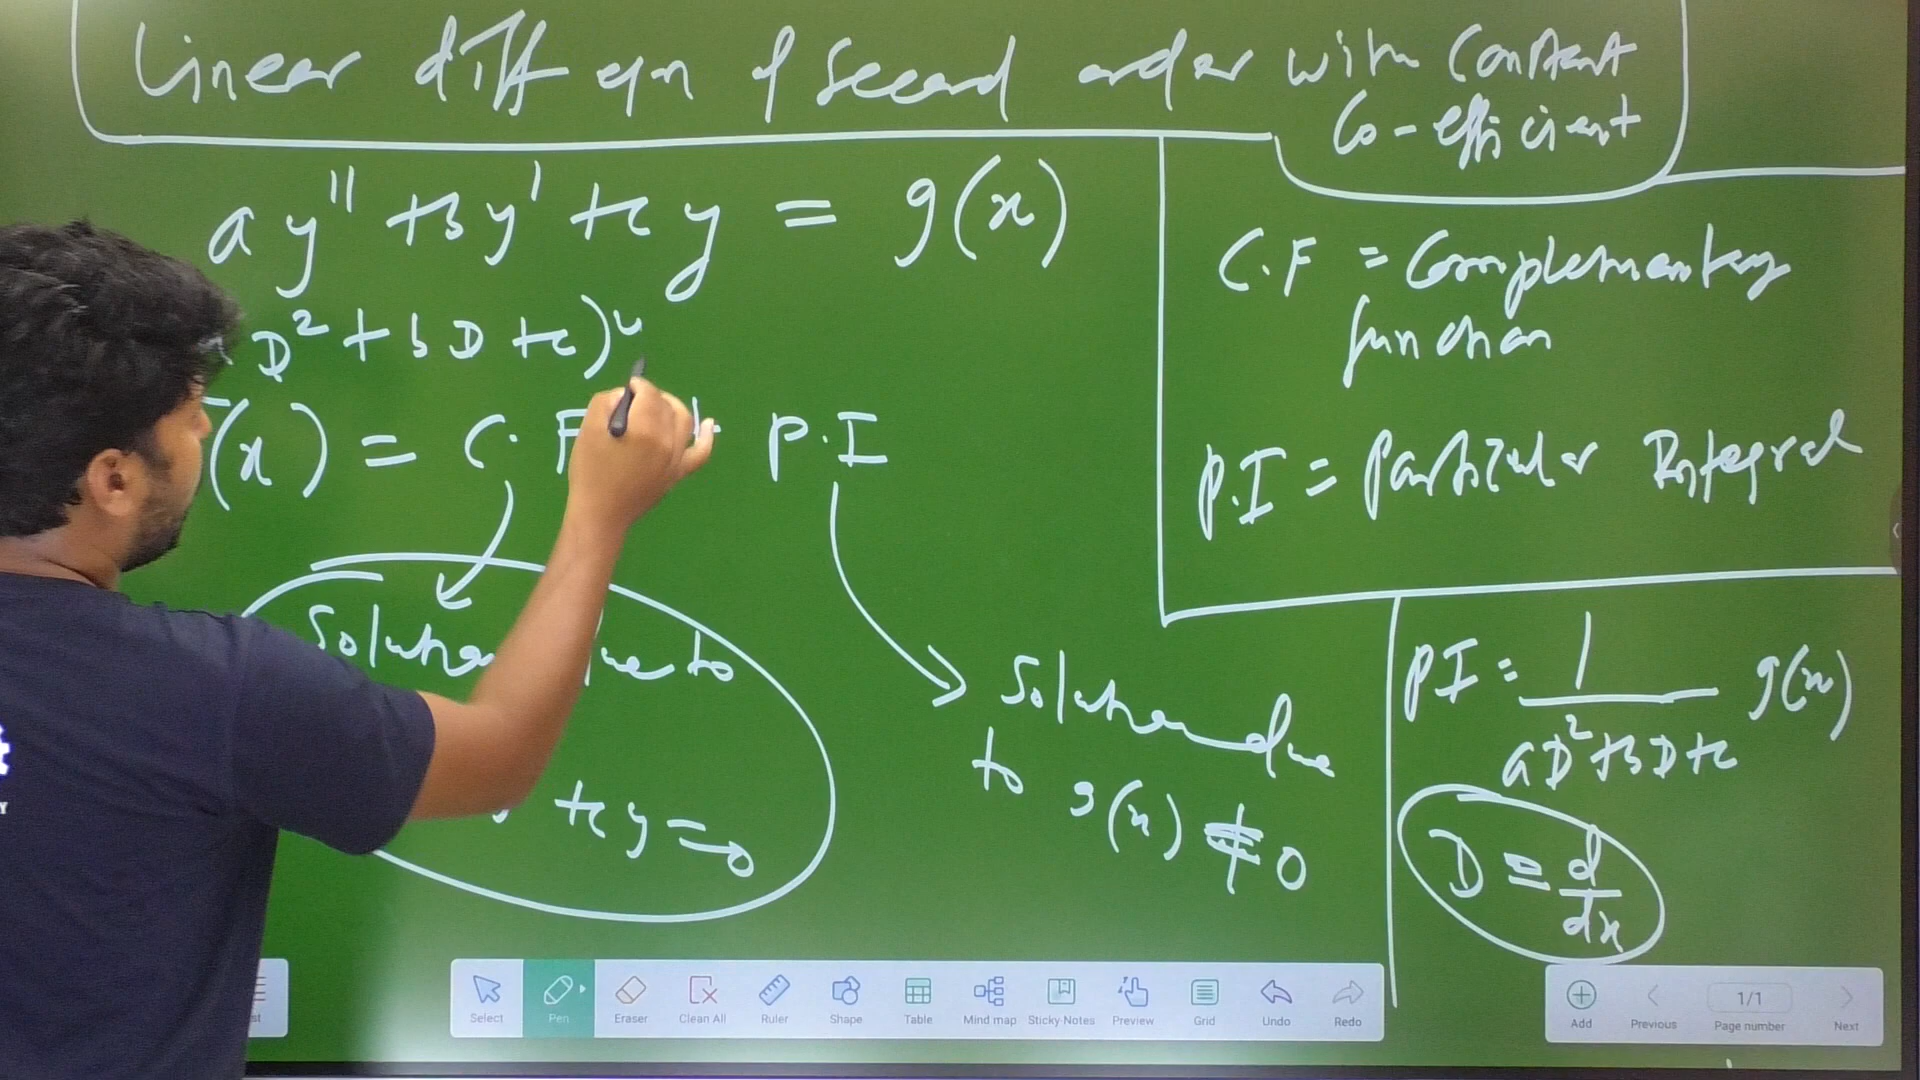 Linear diff eqn of Second order with Constant
Co-efficient
ay'' + by' + cy = g(x)
D² + bD + c) y
(x) = C.F + P.I
Solution due to
+ cy = 0
Solution due
to g(x) ≠ 0
C.F = Complementary
function
P.I = Particular Integral
PI = 1
aD² + bD + c
g(x)
D = d
dx
Select
Pen
Eraser
Clean All
Ruler
Shape
Table
Mind map
Sticky Notes
Preview
Grid
Undo
Redo
Add
Previous
1/1
Page number
Next